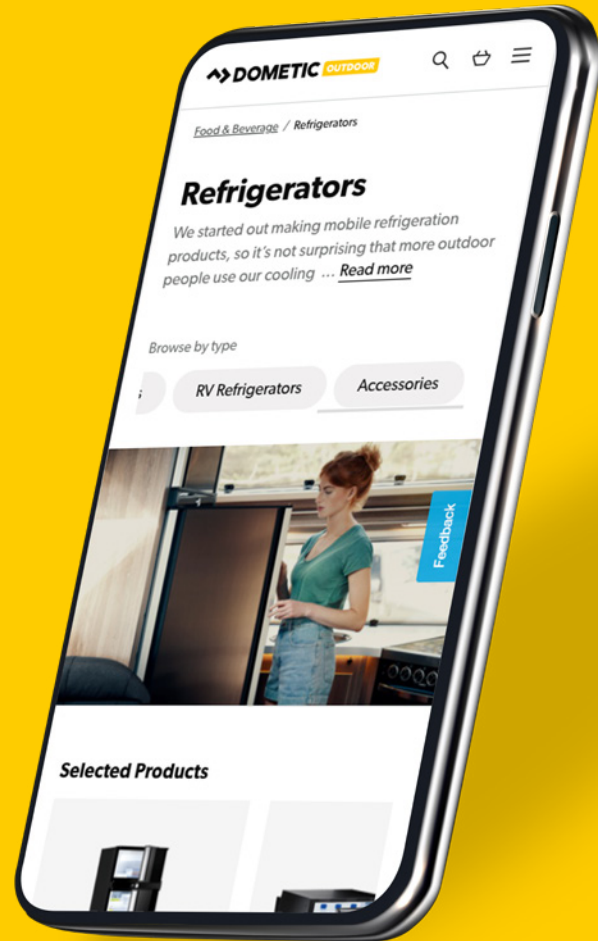 DOMETIC OUTDOOR
Food & Beverage / Refrigerators
Refrigerators
We started out making mobile refrigeration
products, so it's not surprising that more outdoor
people use our cooling ... Read more
Browse by type
RV Refrigerators
Accessories
Feedback
Selected Products